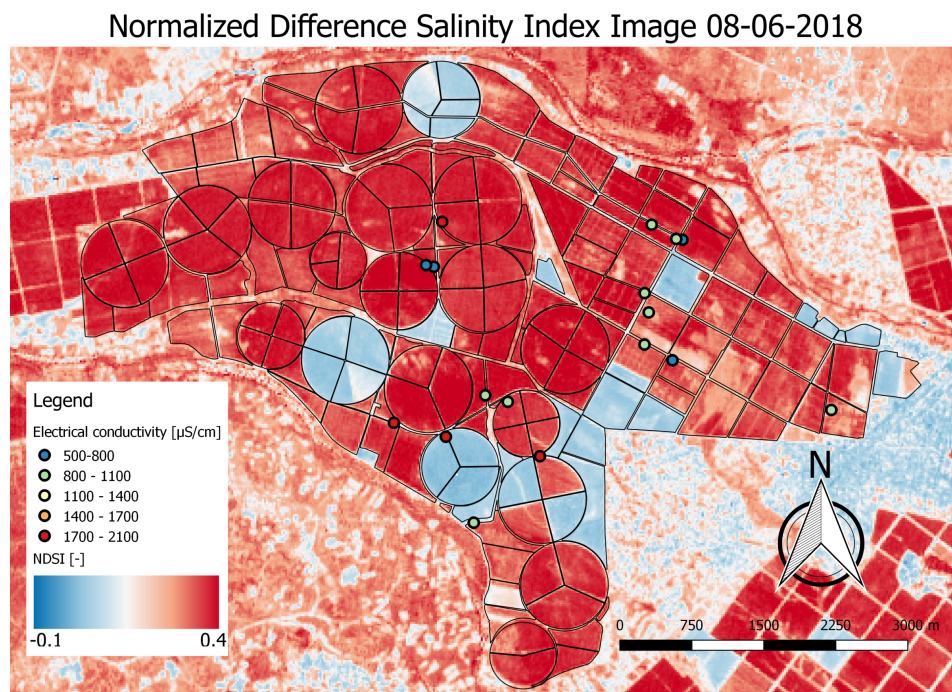 Normalized Difference Salinity Index Image 08-06-2018
Legend
Electrical conductivity [µS/cm]
500-800
800 - 1100
1100 - 1400
1400 - 1700
1700 - 2100
NDSI [-]
-0.1 0.4
N
0 750 1500 2250 3000 m